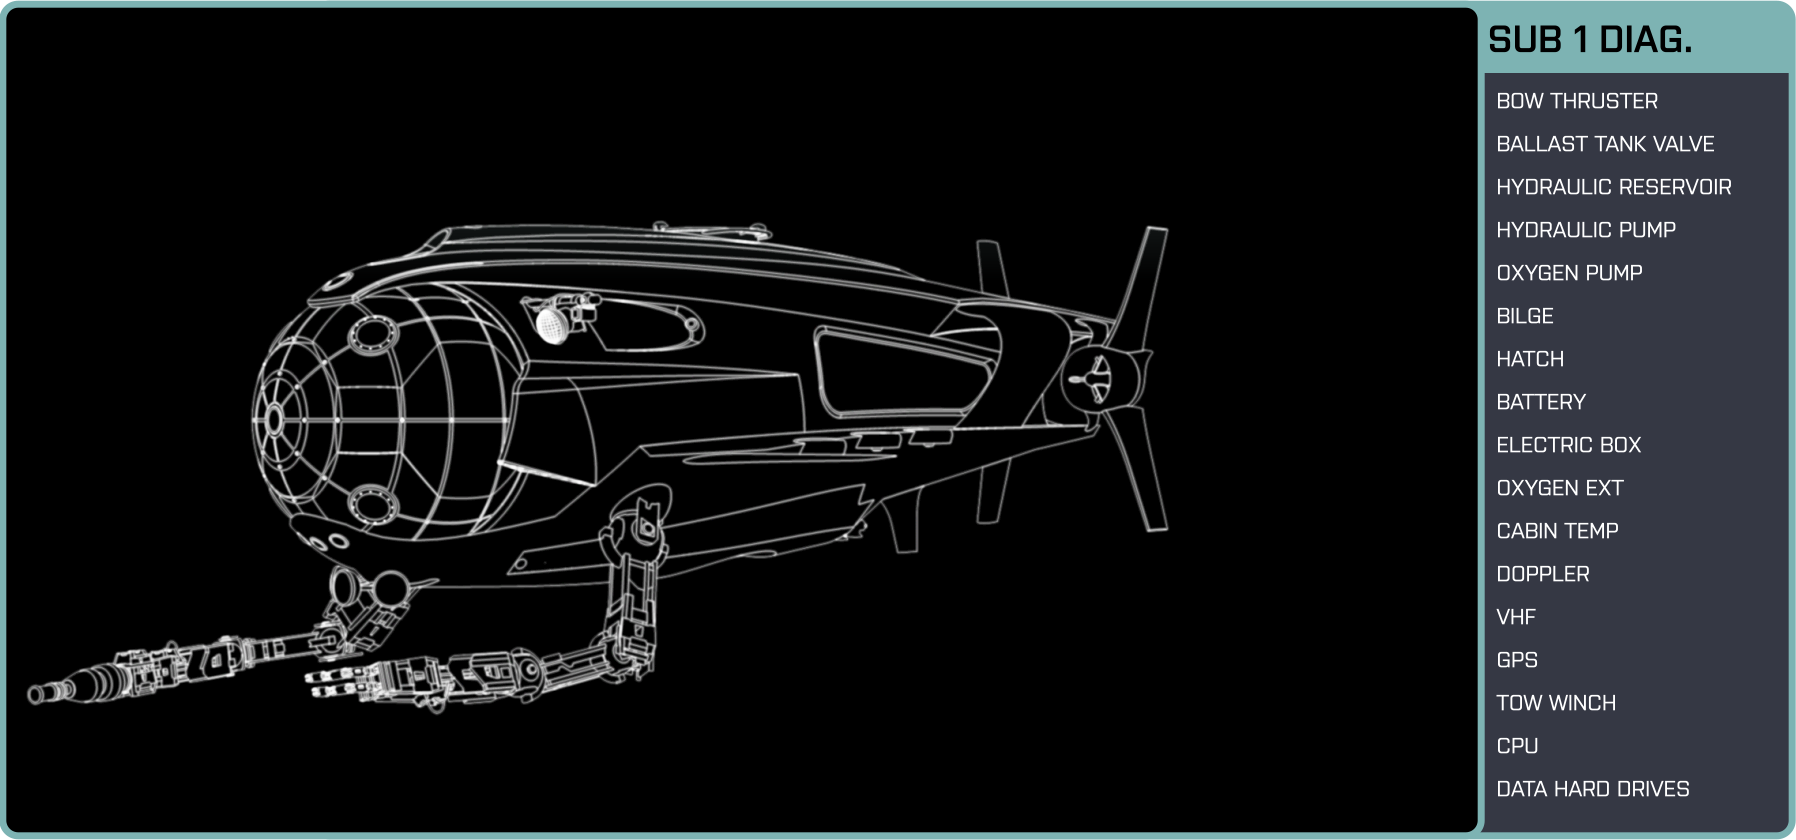 SUB 1 DIAG.
BOW THRUSTER
BALLAST TANK VALVE
HYDRAULIC RESERVOIR
HYDRAULIC PUMP
OXYGEN PUMP
BILGE
HATCH
BATTERY
ELECTRIC BOX
OXYGEN EXT
CABIN TEMP
DOPPLER
VHF
GPS
TOW WINCH
CPU
DATA HARD DRIVES